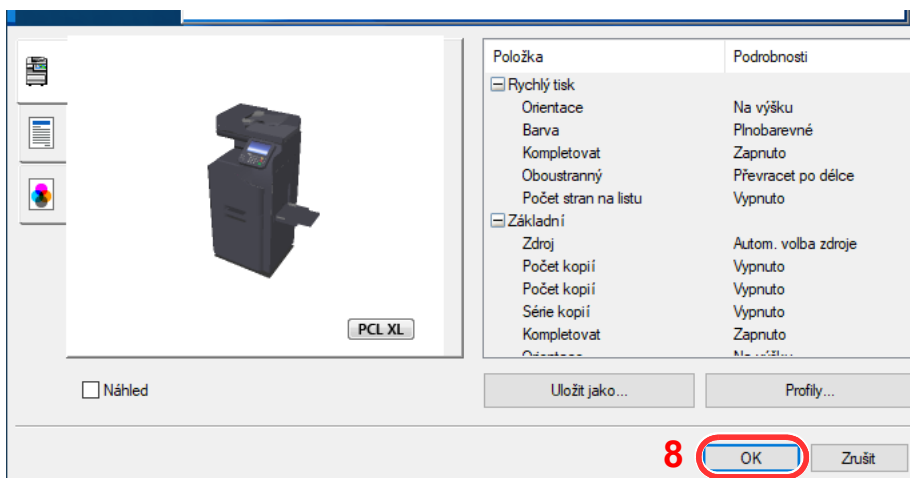 Položka Podrobnosti
Rychlý tisk
Orientace Na výšku
Barva Plnobarevné
Kompletovat Zapnuto
Oboustranný Převracet po délce
Počet stran na listu Vypnuto
Základní
Zdroj Autom. volba zdroje
Počet kopií Vypnuto
Počet kopií Vypnuto
Série kopií Vypnuto
Kompletovat Zapnuto
PCL XL
Náhled
Uložit jako... Profily...
8 OK Zrušit